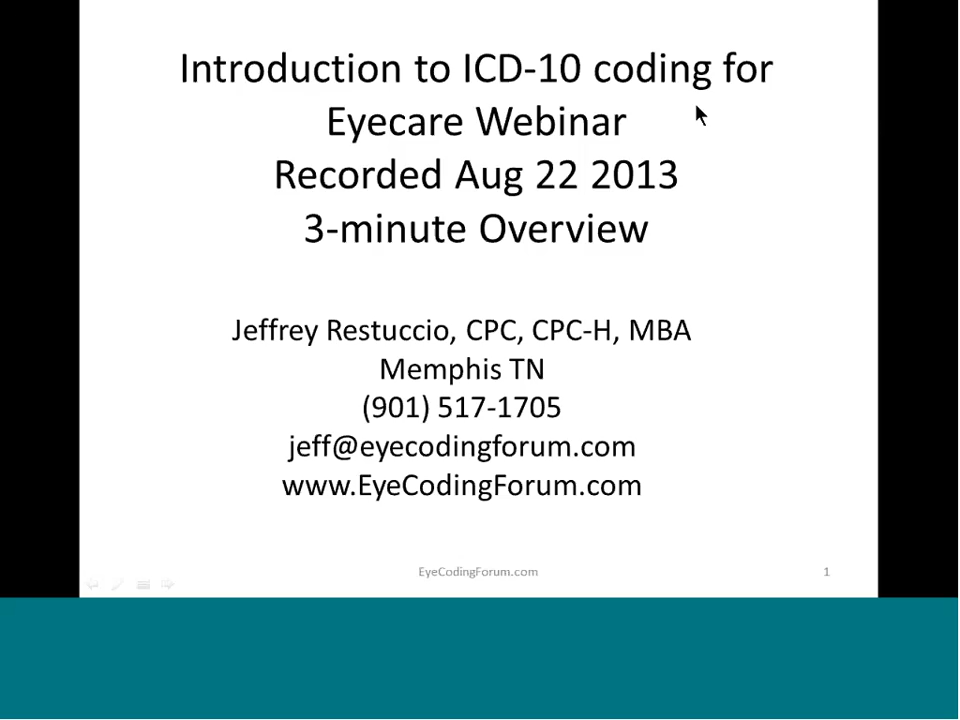 Introduction to ICD-10 coding for
Eyecare Webinar
Recorded Aug 22 2013
3-minute Overview
Jeffrey Restuccio, CPC, CPC-H, MBA
Memphis TN
(901) 517-1705
jeff@eyecodingforum.com
www.EyeCodingForum.com
EyeCodingForum.com
1